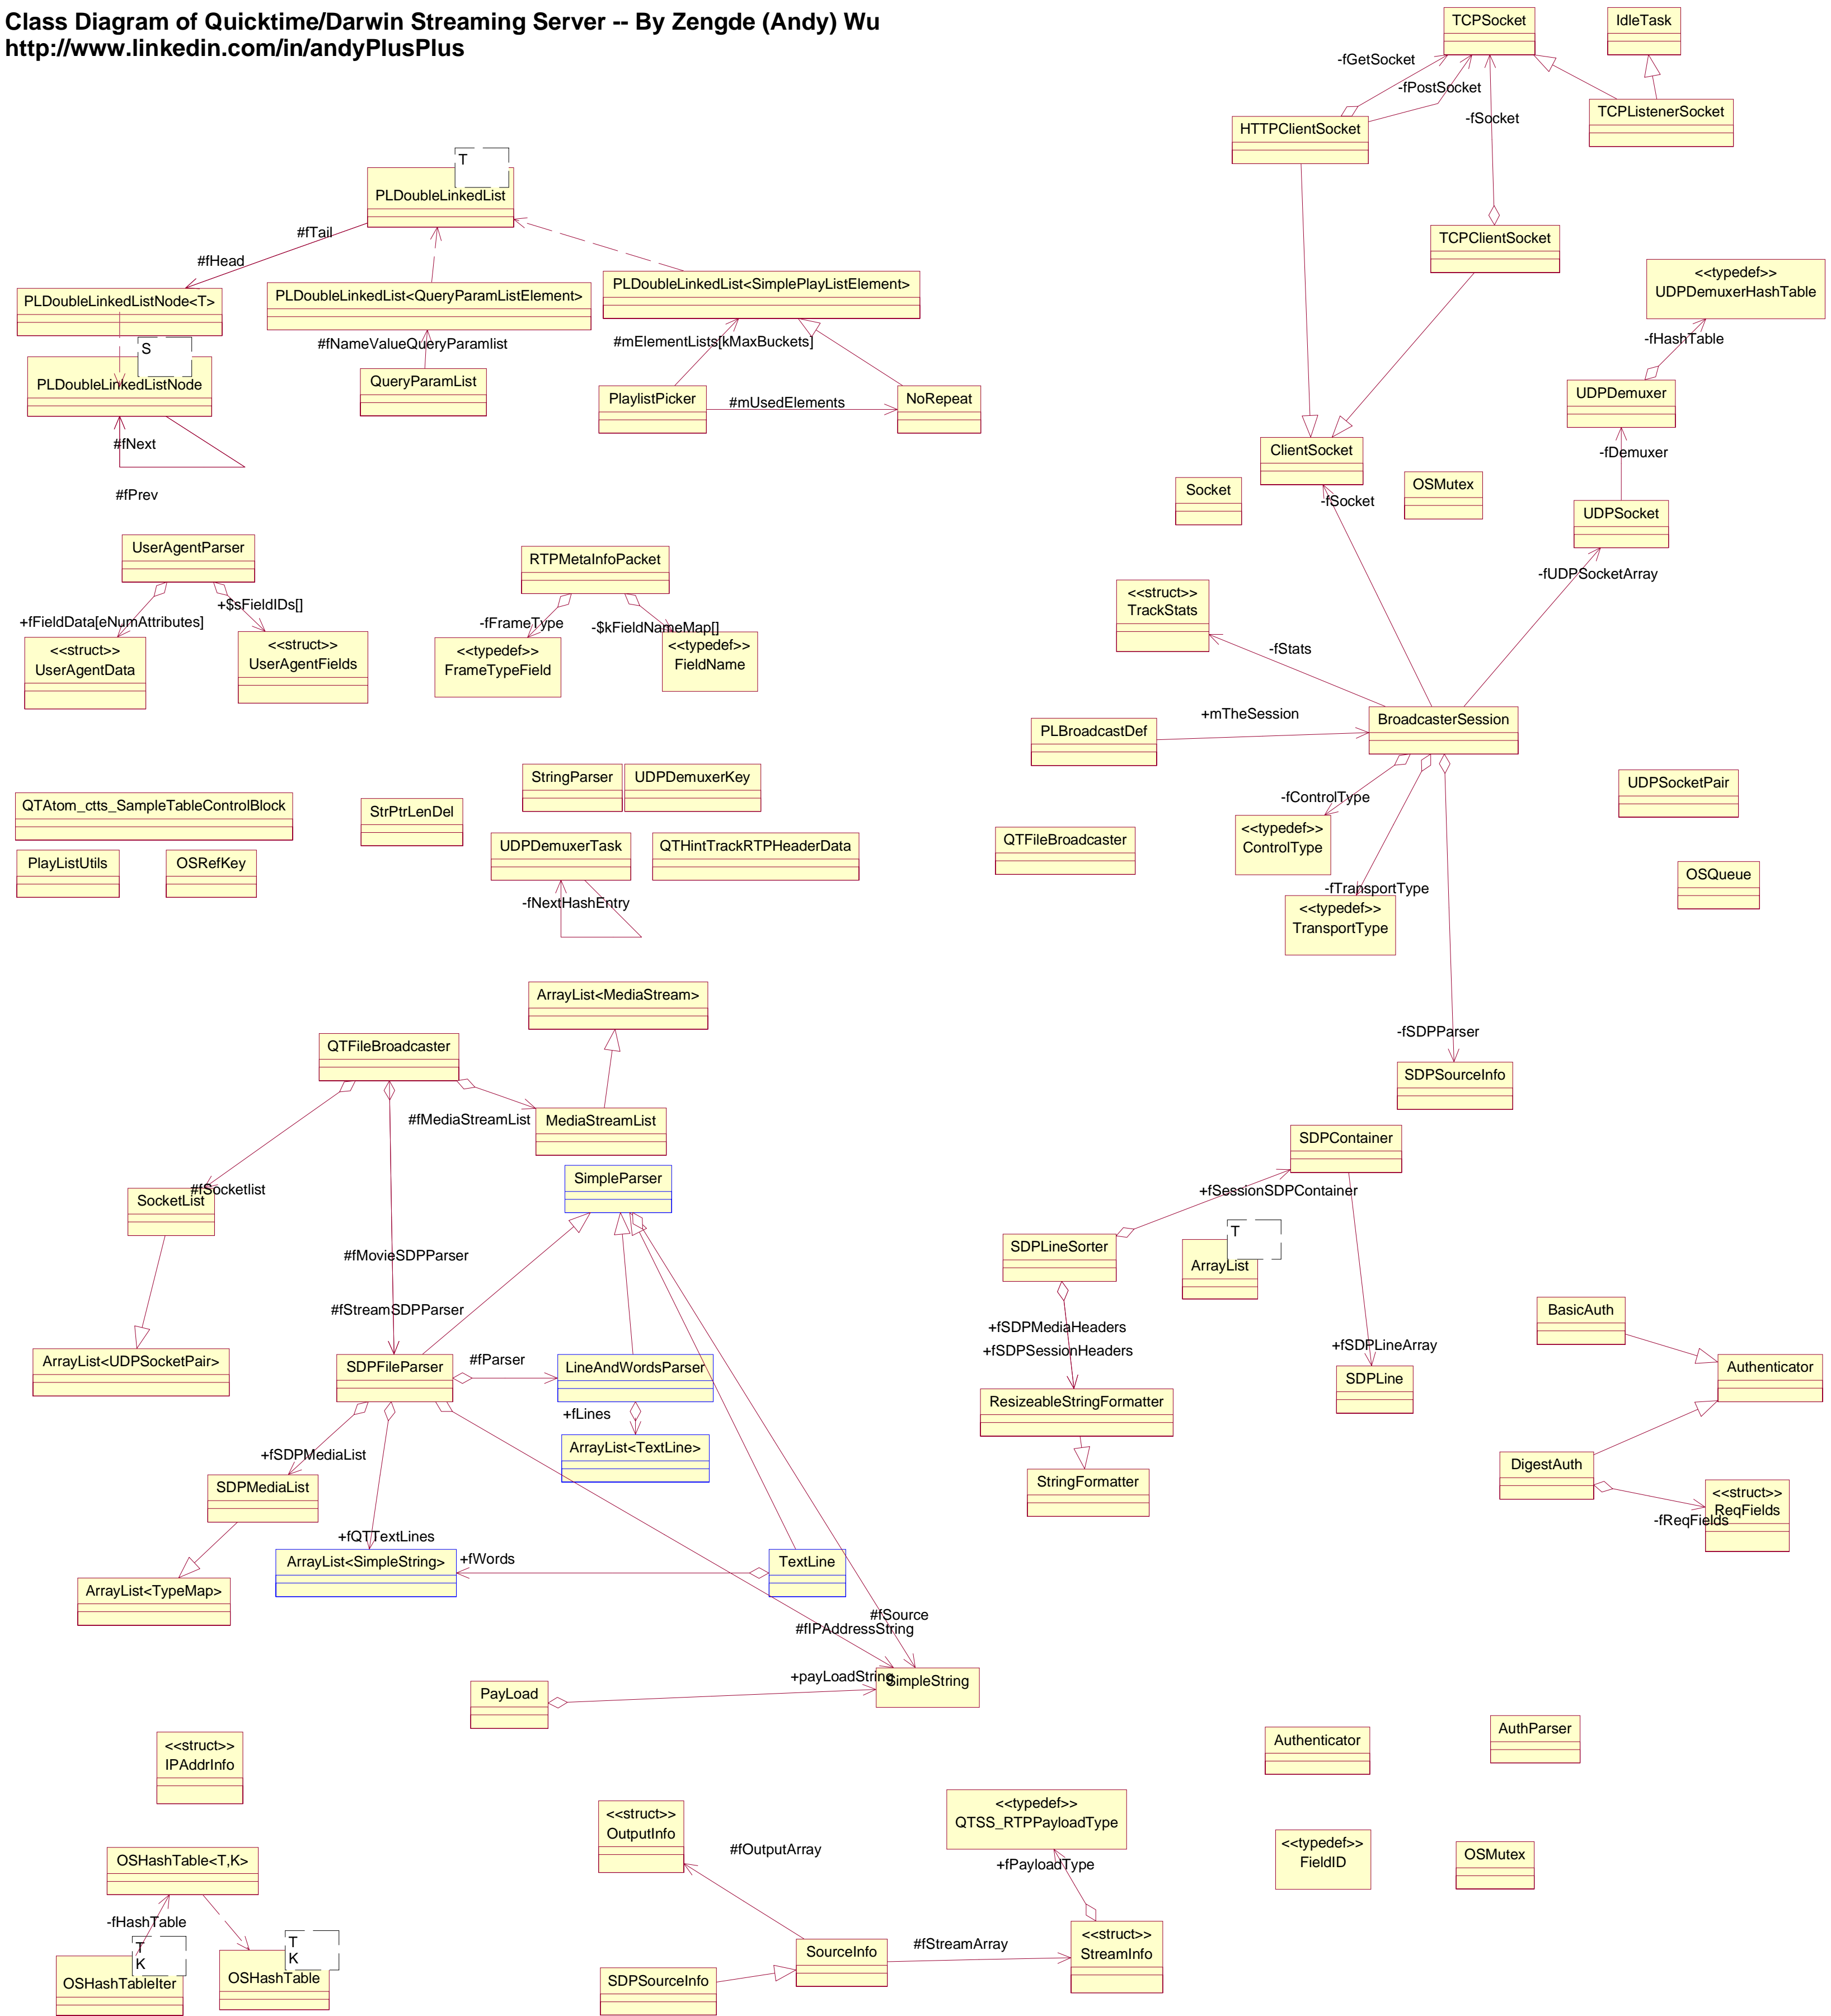 Class Diagram of Quicktime/Darwin Streaming Server -- By Zengde (Andy) Wu
http://www.linkedin.com/in/andyPlusPlus
TCPSocket
IdleTask
-fGetSocket
-fPostSocket
-fSocket
TCPListenerSocket
HTTPClientSocket
T
PLDoubleLinkedList
#fTail
#fHead
TCPClientSocket
<<typedef>>
UDPDemuxerHashTable
PLDoubleLinkedListNode<T>
PLDoubleLinkedList<QueryParamListElement>
PLDoubleLinkedList<SimplePlayListElement>
#fNameValueQueryParamlist
#mElementLists[kMaxBuckets]
-fHashTable
S
PLDoubleLinkedListNode
QueryParamList
PlaylistPicker
#mUsedElements
NoRepeat
UDPDemuxer
#fNext
#fPrev
ClientSocket
-fDemuxer
Socket
-fSocket
OSMutex
UDPSocket
UserAgentParser
RTPMetaInfoPacket
-fUDPSocketArray
+$sFieldIDs[]
+fFieldData[eNumAttributes]
-fFrameType
-$kFieldNameMap[]
<<struct>>
TrackStats
<<struct>>
UserAgentData
<<struct>>
UserAgentFields
<<typedef>>
FrameTypeField
<<typedef>>
FieldName
-fStats
PLBroadcastDef
+mTheSession
BroadcasterSession
StringParser
UDPDemuxerKey
UDPSocketPair
QTAtom_ctts_SampleTableControlBlock
StrPtrLenDel
-fControlType
UDPDemuxerTask
QTHintTrackRTPHeaderData
QTFileBroadcaster
<<typedef>>
ControlType
PlayListUtils
OSRefKey
OSQueue
-fNextHashEntry
-fTransportType
<<typedef>>
TransportType
ArrayList<MediaStream>
QTFileBroadcaster
-fSDPParser
SDPSourceInfo
#fMediaStreamList
MediaStreamList
SDPContainer
SimpleParser
#fSocketlist
SocketList
+fSessionSDPContainer
T
ArrayList
SDPLineSorter
#fMovieSDPParser
#fStreamSDPParser
BasicAuth
+fSDPMediaHeaders
+fSDPSessionHeaders
+fSDPLineArray
ArrayList<UDPSocketPair>
SDPFileParser
#fParser
LineAndWordsParser
SDPLine
Authenticator
ResizeableStringFormatter
+fLines
+fSDPMediaList
ArrayList<TextLine>
SDPMediaList
StringFormatter
DigestAuth
<<struct>>
ReqFields
-fReqFields
+fQTTextLines
ArrayList<SimpleString>
+fWords
TextLine
ArrayList<TypeMap>
#fSource
#fIPAddressString
PayLoad
+payLoadString
SimpleString
<<struct>>
IPAddrInfo
Authenticator
AuthParser
<<struct>>
OutputInfo
<<typedef>>
QTSS_RTPPayloadType
#fOutputArray
+fPayloadType
<<typedef>>
FieldID
OSMutex
OSHashTable<T,K>
-fHashTable
T
K
OSHashTableIter
T
K
OSHashTable
SourceInfo
#fStreamArray
<<struct>>
StreamInfo
SDPSourceInfo